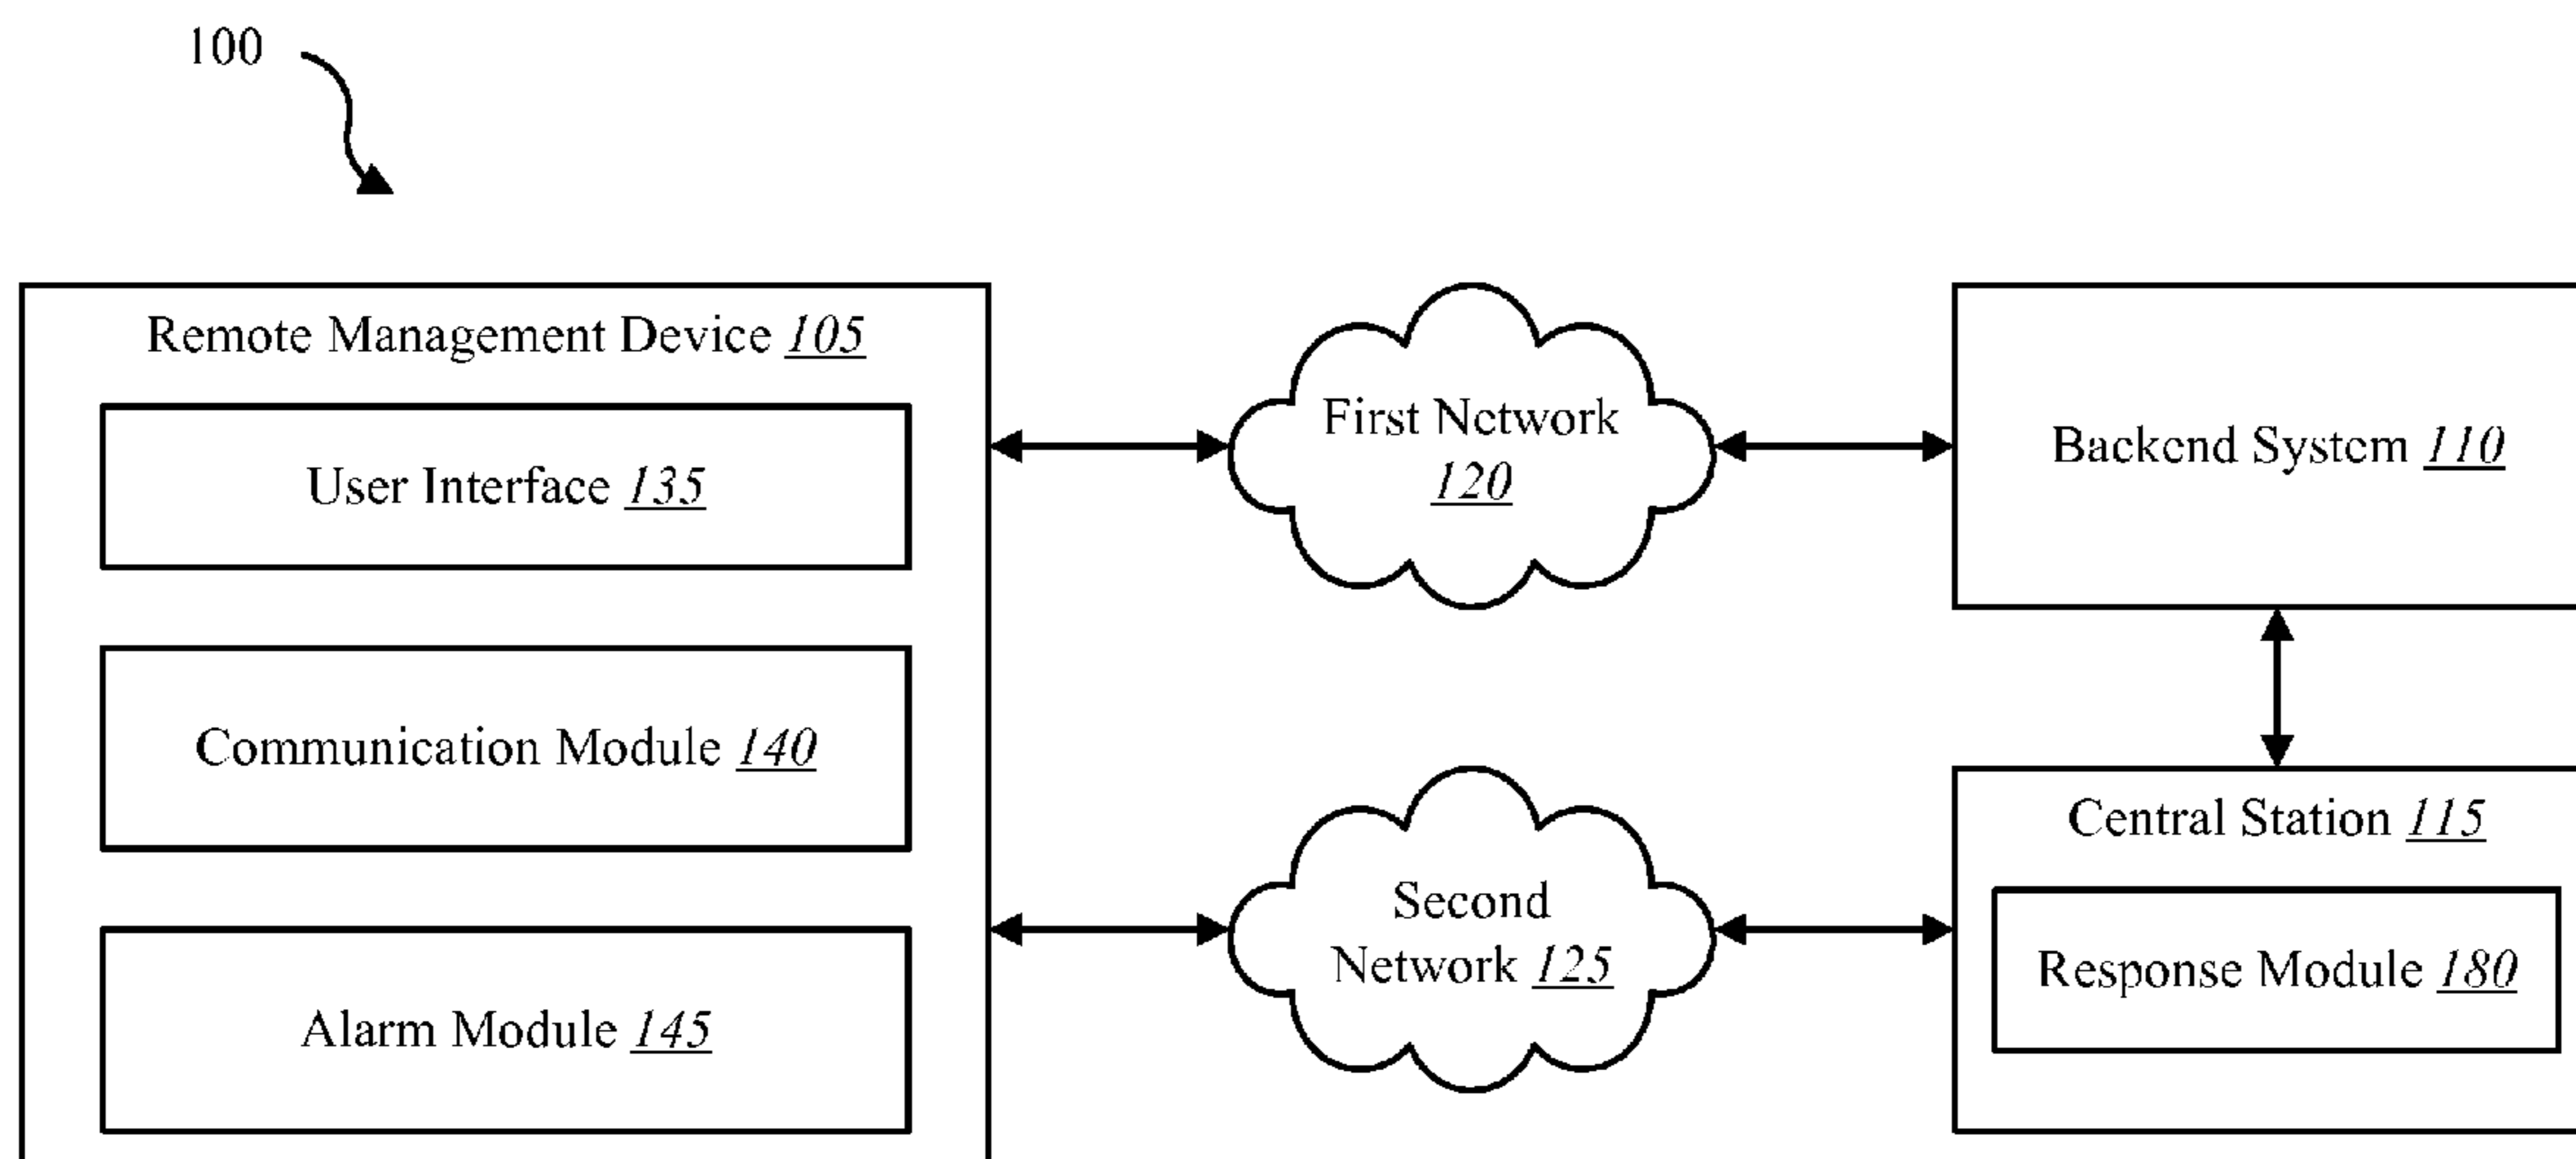 100
Remote Management Device 105
User Interface 135
Communication Module 140
Alarm Module 145
First Network
120
Second
Network 125
Backend System 110
Central Station 115
Response Module 180